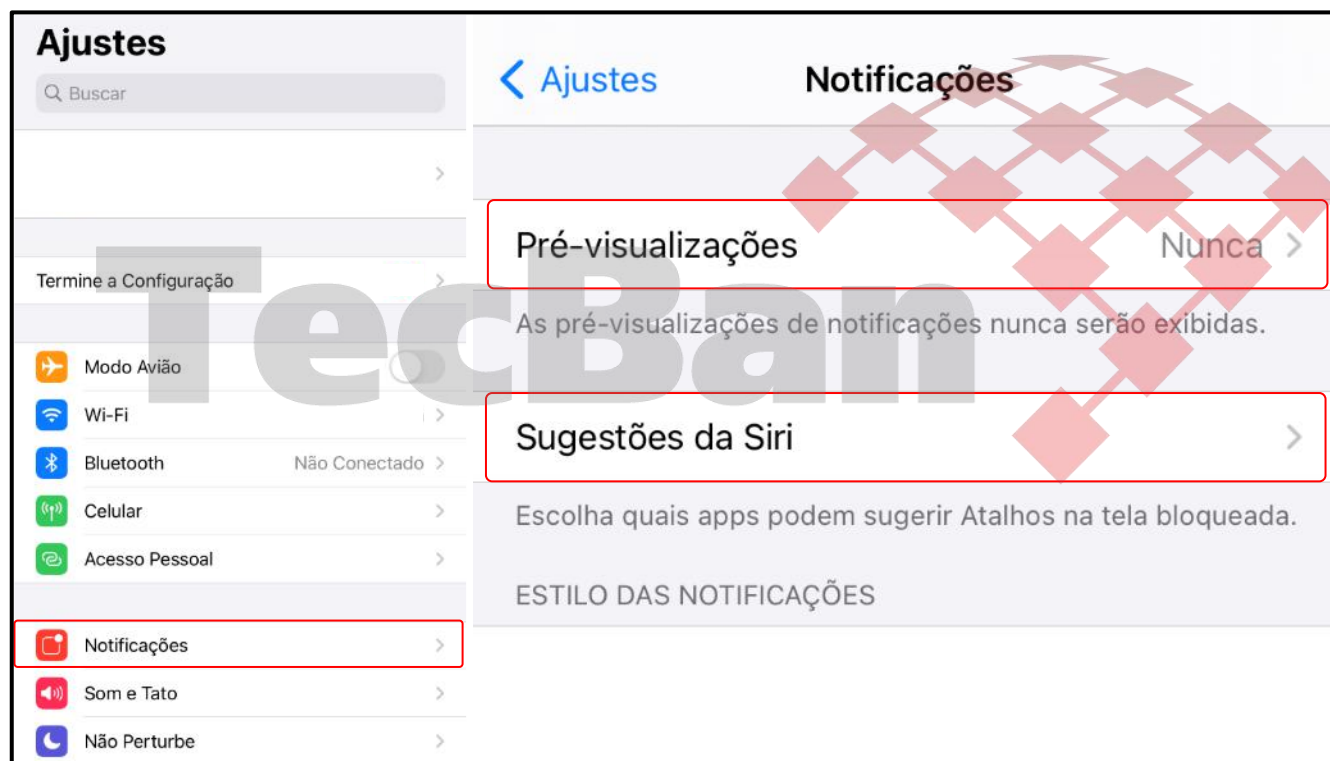 Ajustes
Buscar
Termine a Configuração
Modo Avião
Wi-Fi
Bluetooth Não Conectado
Celular
Acesso Pessoal
Notificações
Som e Tato
Não Perturbe
Ajustes Notificações
Pré-visualizações Nunca
As pré-visualizações de notificações nunca serão exibidas.
Sugestões da Siri
Escolha quais apps podem sugerir Atalhos na tela bloqueada.
ESTILO DAS NOTIFICAÇÕES
TecBan